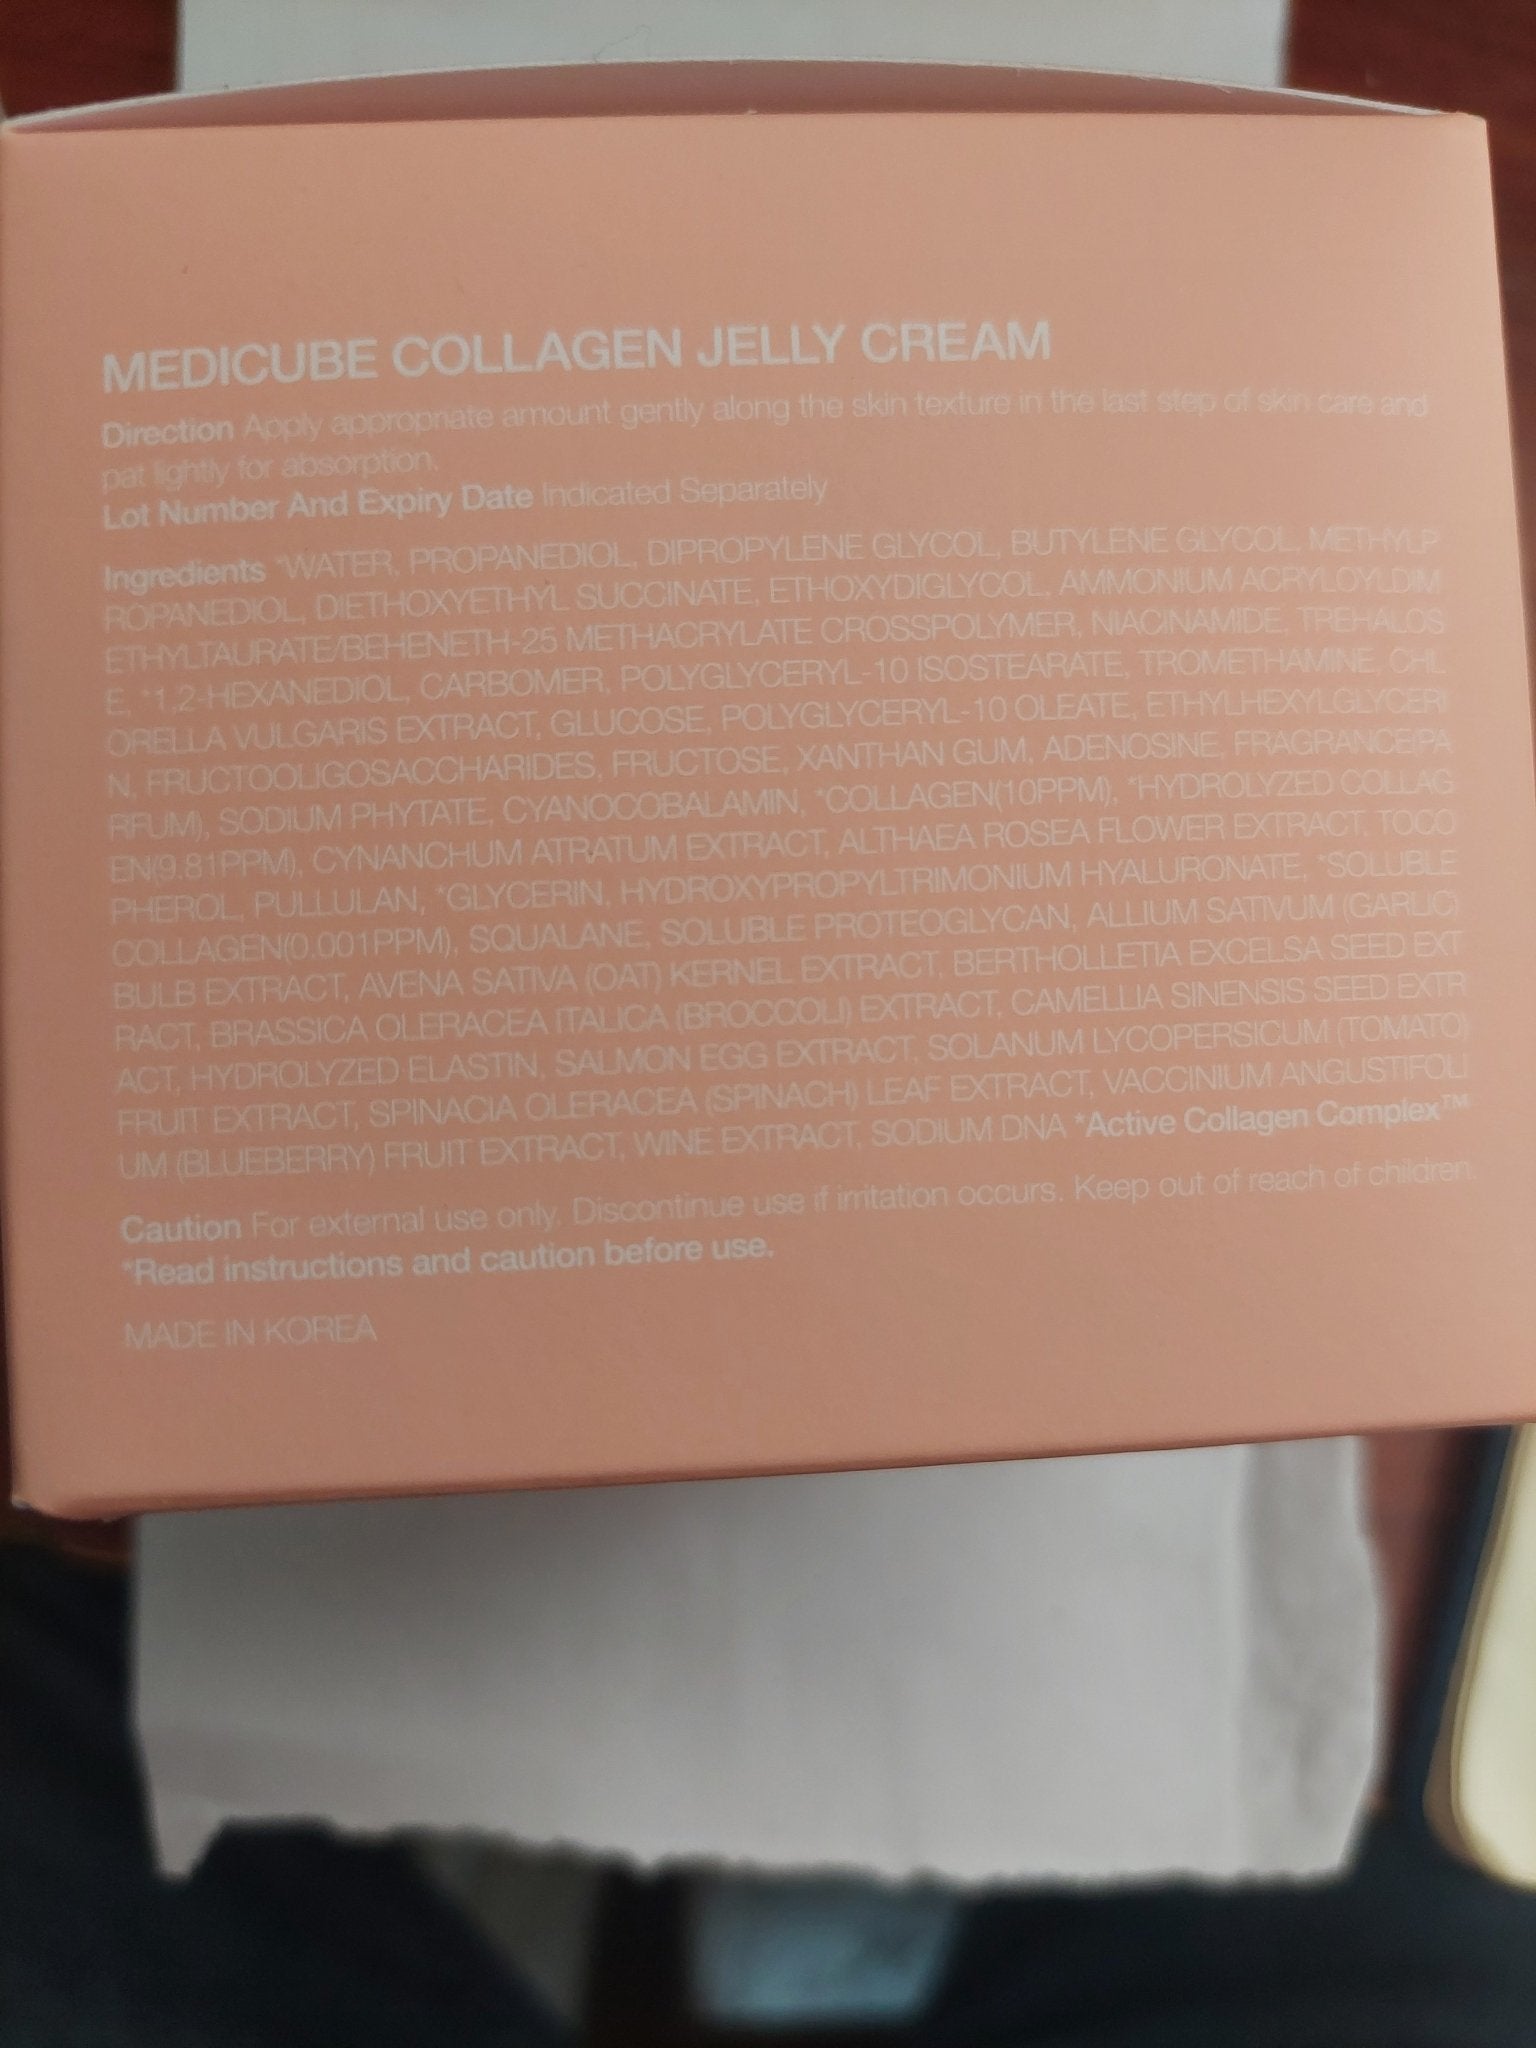 MEDICUBE COLLAGEN JELLY CREAM
Direction Apply appropriate amount gently along the skin texture in the last step of skin care and
pat lightly for absorption.
Lot Number And Expiry Date Indicated Separately
Ingredients *WATER, PROPANEDIOL, DIPROPYLENE GLYCOL, BUTYLENE GLYCOL, METHYLP
ROPANEDIOL, DIETHOXYETHYL SUCCINATE, ETHOXYDIGLYCOL, AMMONIUM ACRYLOYLDIM
ETHYLTAURATE/BEHENETH-25 METHACRYLATE CROSSPOLYMER, NIACINAMIDE, TREHALOS
E, *1,2-HEXANEDIOL, CARBOMER, POLYGLYCERYL-10 ISOSTEARATE, TROMETHAMINE, CHL
ORELLA VULGARIS EXTRACT, GLUCOSE, POLYGLYCERYL-10 OLEATE, ETHYLHEXYLGLYCERI
N, FRUCTOOLIGOSACCHARIDES, FRUCTOSE, XANTHAN GUM, ADENOSINE, FRAGRANCE(PA
RFUM), SODIUM PHYTATE, CYANOCOBALAMIN, *COLLAGEN(10PPM), *HYDROLYZED COLLAG
EN(9.81PPM), CYNANCHUM ATRATUM EXTRACT, ALTHAEA ROSEA FLOWER EXTRACT, TOCO
PHEROL, PULLULAN, *GLYCERIN, HYDROXYPROPYLTRIMONIUM HYALURONATE, *SOLUBLE
COLLAGEN(0.001PPM), SQUALANE, SOLUBLE PROTEOGLYCAN, ALLIUM SATIVUM (GARLIC)
BULB EXTRACT, AVENA SATIVA (OAT) KERNEL EXTRACT, BERTHOLLETIA EXCELSA SEED EXT
RACT, BRASSICA OLERACEA ITALICA (BROCCOLI) EXTRACT, CAMELLIA SINENSIS SEED EXTR
ACT, HYDROLYZED ELASTIN, SALMON EGG EXTRACT, SOLANUM LYCOPERSICUM (TOMATO)
FRUIT EXTRACT, SPINACIA OLERACEA (SPINACH) LEAF EXTRACT, VACCINIUM ANGUSTIFOLI
UM (BLUEBERRY) FRUIT EXTRACT, WINE EXTRACT, SODIUM DNA *Active Collagen Complex™
Caution For external use only. Discontinue use if irritation occurs. Keep out of reach of children.
*Read instructions and caution before use.
MADE IN KOREA